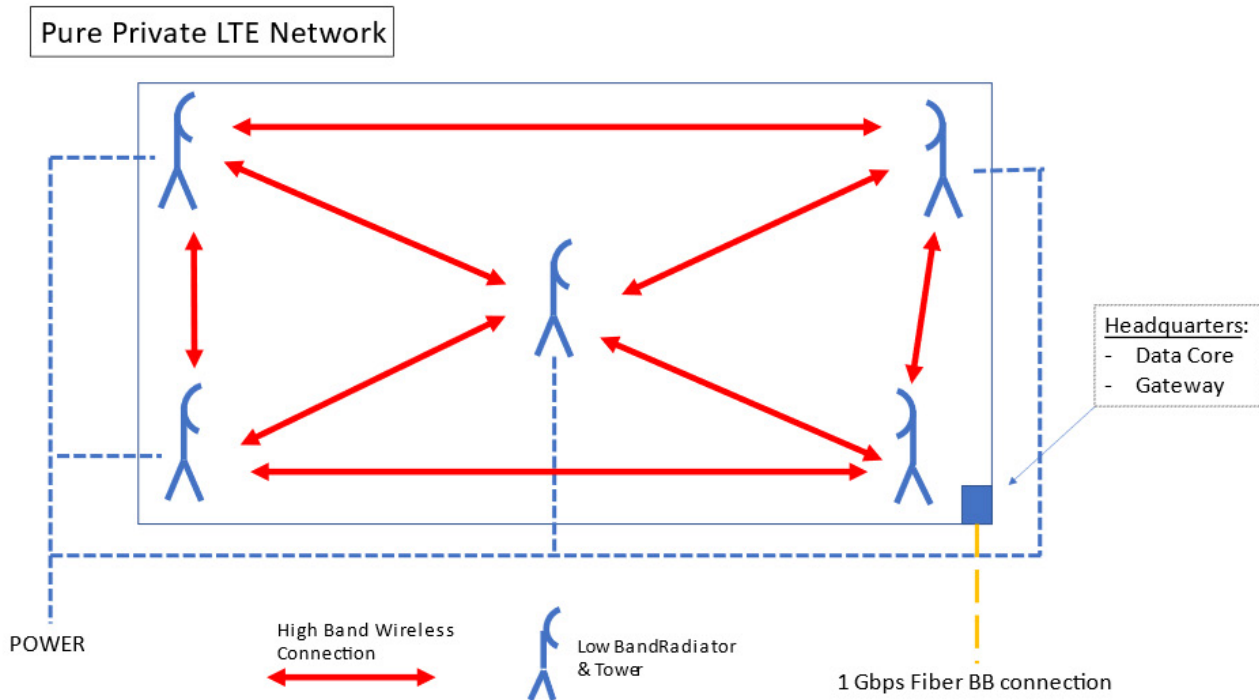 Pure Private LTE Network
Headquarters:
- Data Core
- Gateway
POWER
High Band Wireless
Connection
Low BandRadiator
& Tower
1 Gbps Fiber BB connection